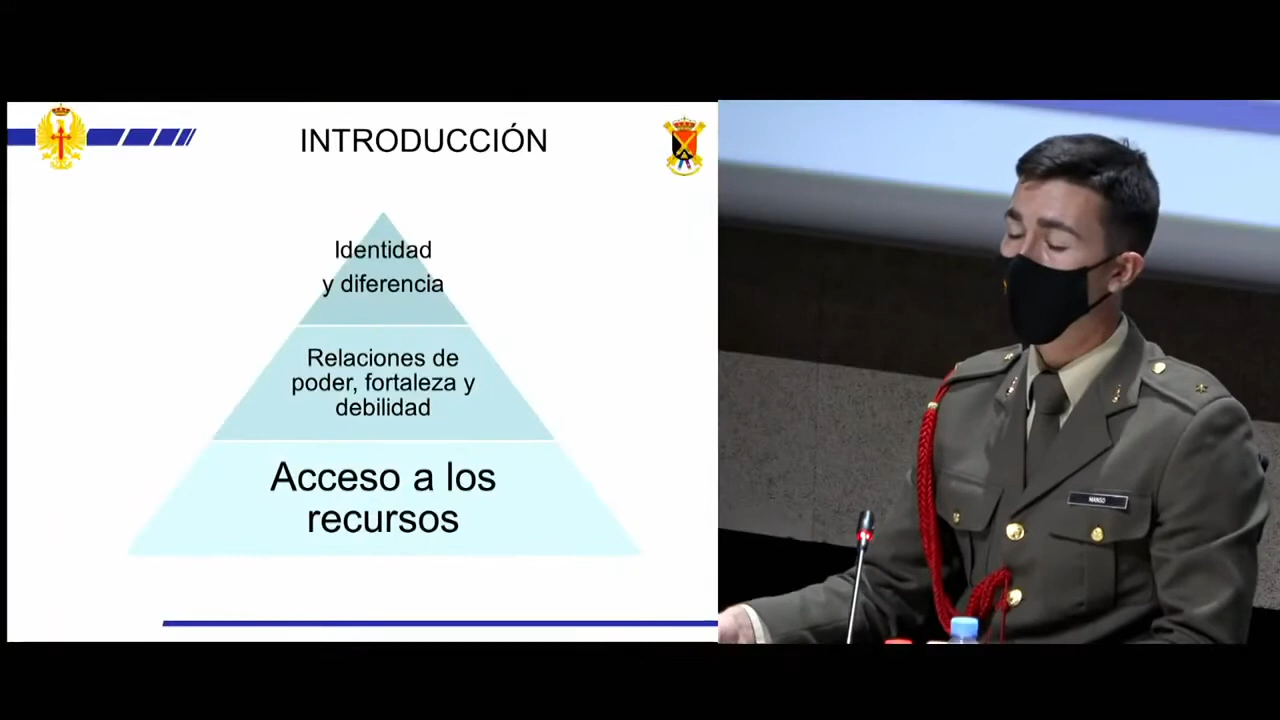 INTRODUCCIÓN
Identidad
y diferencia
Relaciones de
poder, fortaleza y
debilidad
Acceso a los
recursos